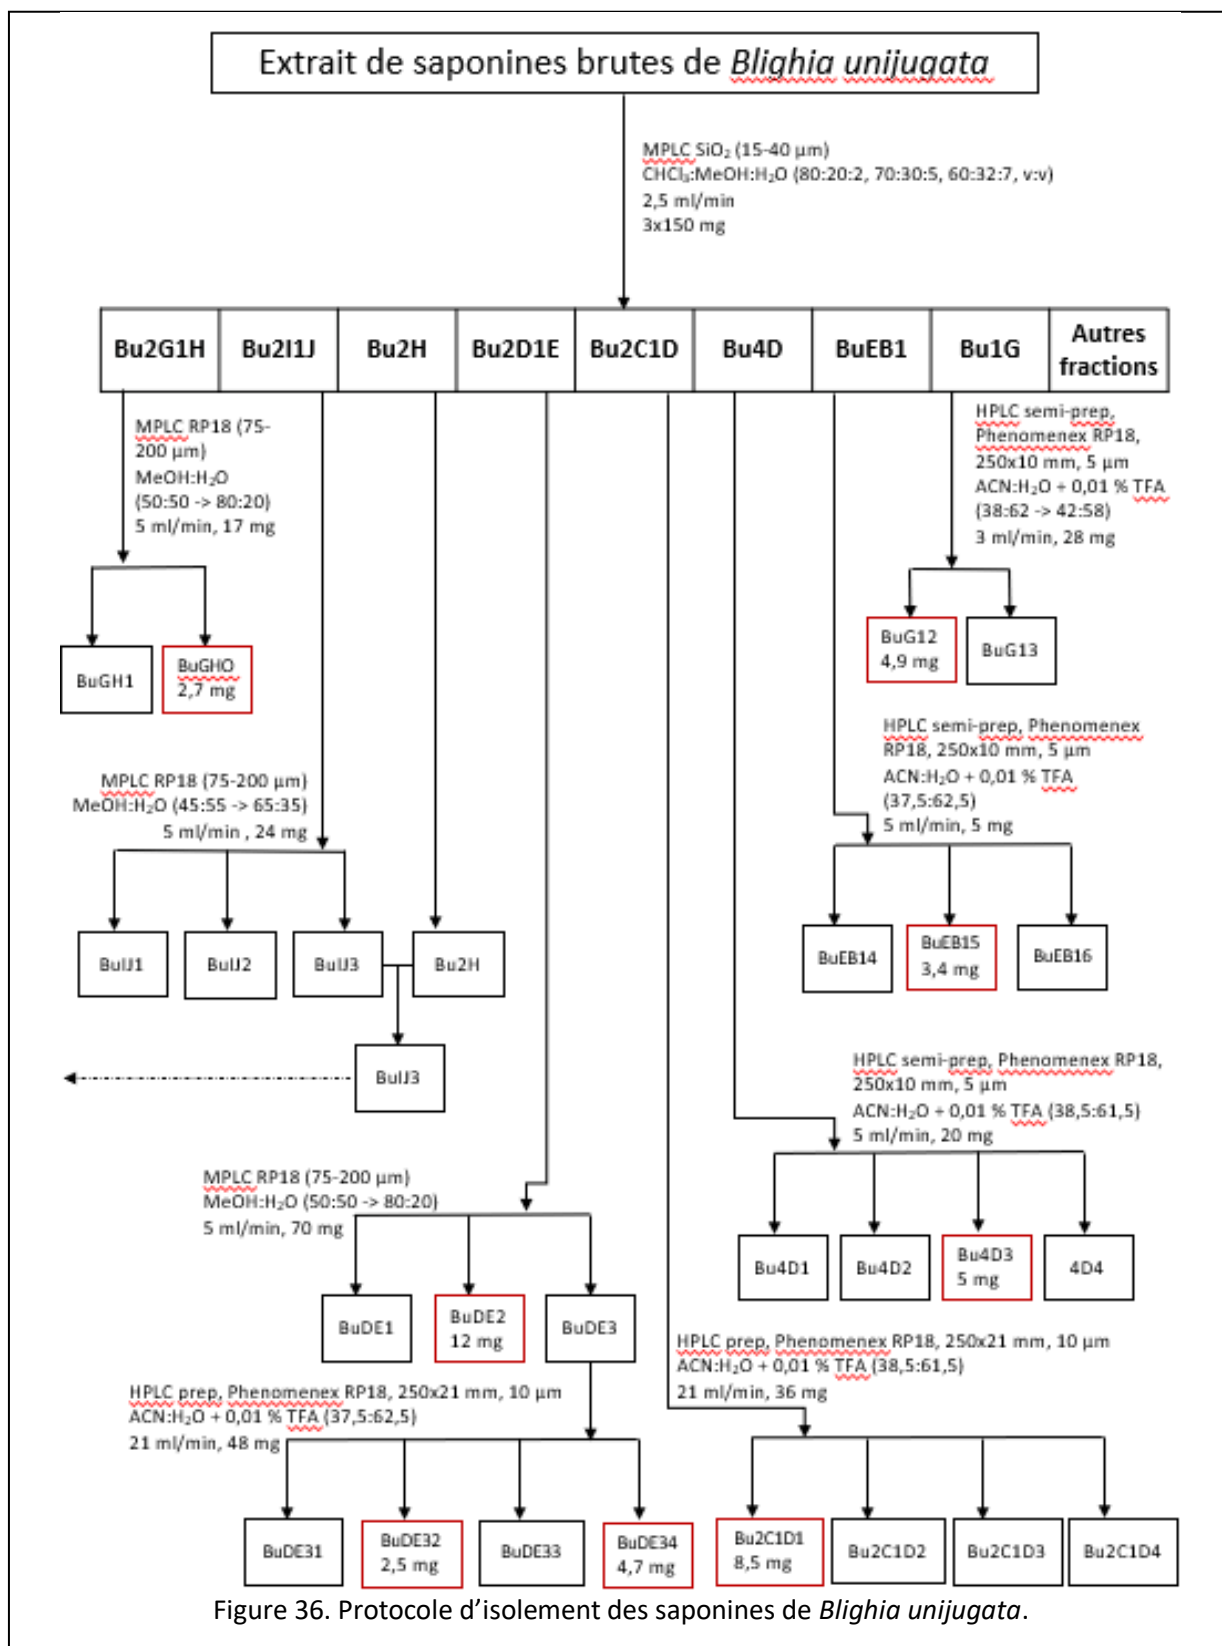 Extrait de saponines brutes de Blighia unijugata
MPLC SiO₂ (15-40 µm)
CHCl₃:MeOH:H₂O (80:20:2, 70:30:5, 60:32:7, v:v)
2,5 ml/min
3x150 mg
Bu2G1H
Bu2I1J
Bu2H
Bu2D1E
Bu2C1D
Bu4D
BuEB1
Bu1G
Autres
fractions
MPLC RP18 (75-
200 µm)
MeOH:H₂O
(50:50 -> 80:20)
5 ml/min, 17 mg
HPLC semi-prep,
Phenomenex RP18,
250x10 mm, 5 µm
ACN:H₂O + 0,01 % TFA
(38:62 -> 42:58)
3 ml/min, 28 mg
BuGH1
BuGHO
2,7 mg
BuG12
4,9 mg
BuG13
HPLC semi-prep, Phenomenex
RP18, 250x10 mm, 5 µm
ACN:H₂O + 0,01 % TFA
(37,5:62,5)
5 ml/min, 5 mg
MPLC RP18 (75-200 µm)
MeOH:H₂O (45:55 -> 65:35)
5 ml/min , 24 mg
BuIJ1
BuIJ2
BuIJ3
Bu2H
BuEB14
BuEB15
3,4 mg
BuEB16
BuIJ3
HPLC semi-prep, Phenomenex RP18,
250x10 mm, 5 µm
ACN:H₂O + 0,01 % TFA (38,5:61,5)
5 ml/min, 20 mg
MPLC RP18 (75-200 µm)
MeOH:H₂O (50:50 -> 80:20)
5 ml/min, 70 mg
Bu4D1
Bu4D2
Bu4D3
5 mg
4D4
BuDE1
BuDE2
12 mg
BuDE3
HPLC prep, Phenomenex RP18, 250x21 mm, 10 µm
ACN:H₂O + 0,01 % TFA (38,5:61,5)
21 ml/min, 36 mg
HPLC prep, Phenomenex RP18, 250x21 mm, 10 µm
ACN:H₂O + 0,01 % TFA (37,5:62,5)
21 ml/min, 48 mg
BuDE31
BuDE32
2,5 mg
BuDE33
BuDE34
4,7 mg
Bu2C1D1
8,5 mg
Bu2C1D2
Bu2C1D3
Bu2C1D4
Figure 36. Protocole d'isolement des saponines de Blighia unijugata.